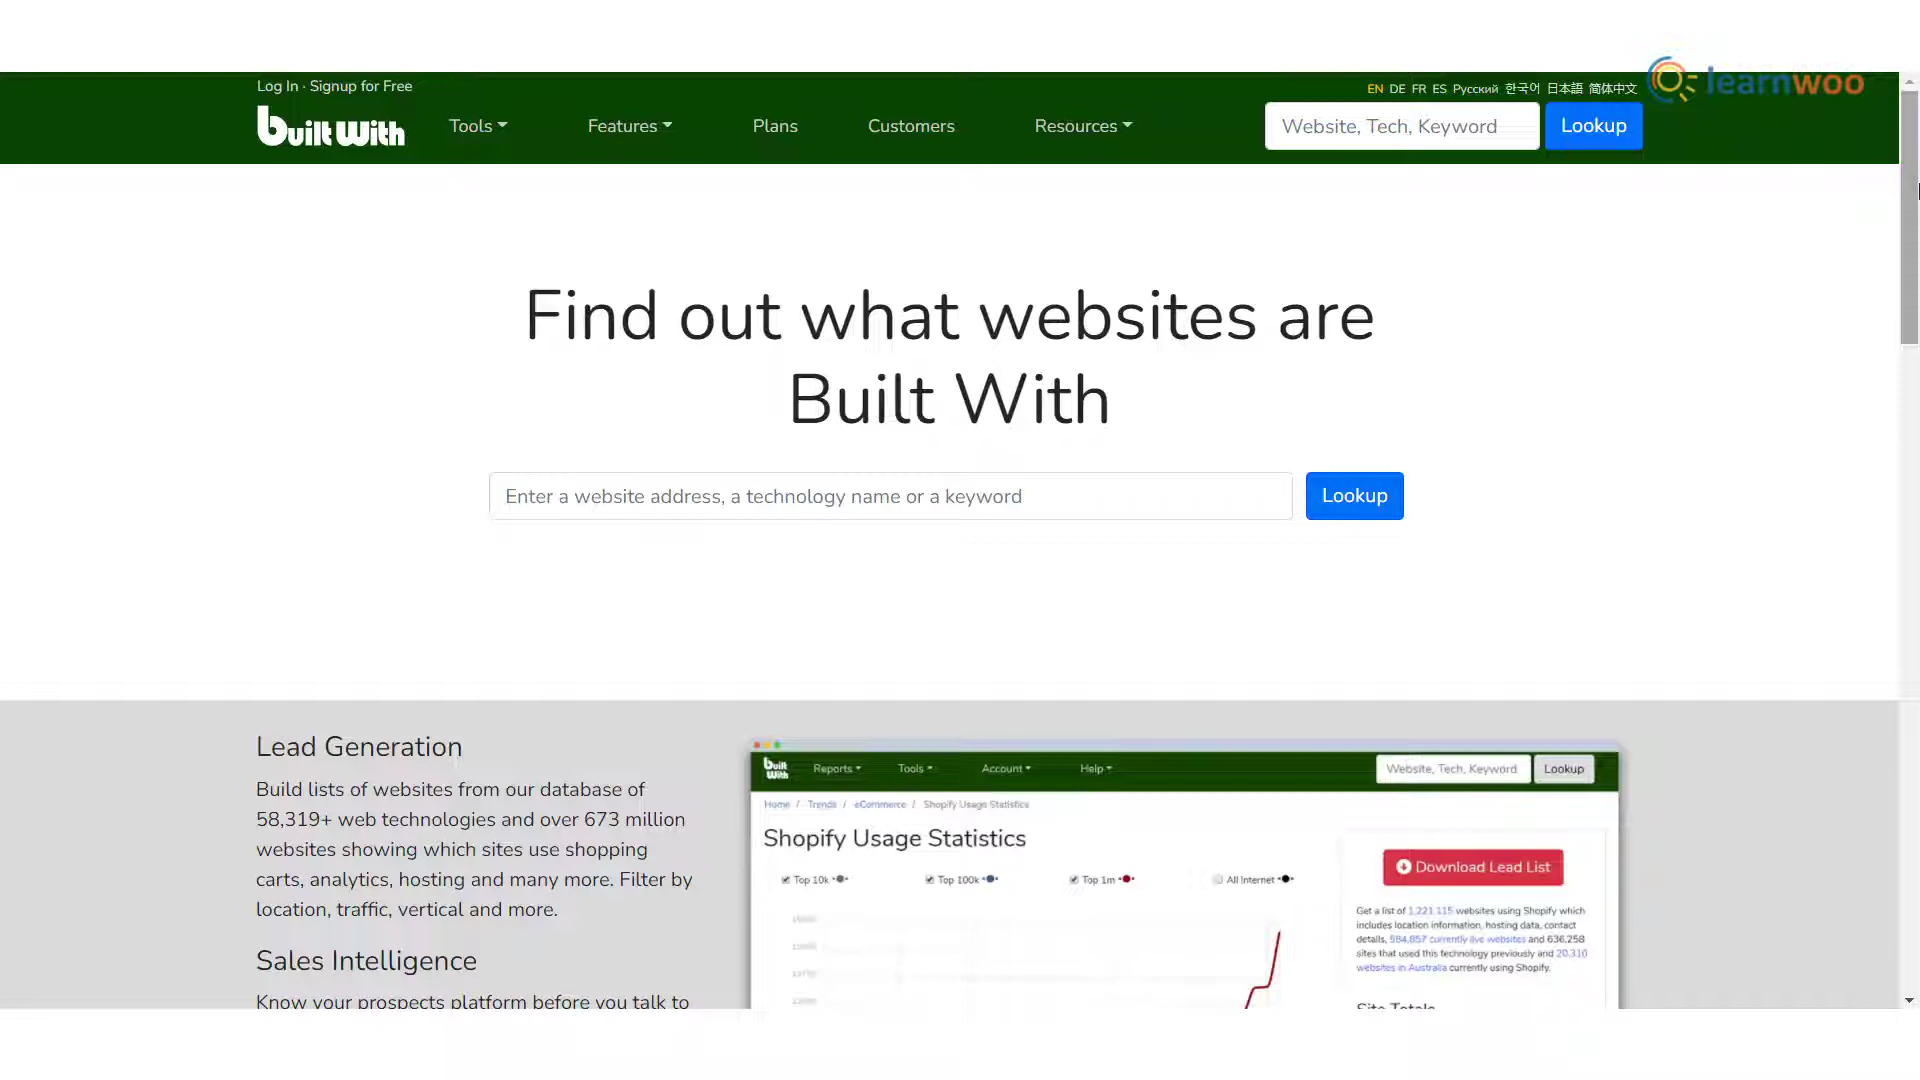 Log In · Signup for Free
EN DE FR ES Русский 한국어 日本語 简体中文
learnwoo
Built With
Tools
Features
Plans
Customers
Resources
Website, Tech, Keyword
Lookup
Find out what websites are
Built With
Enter a website address, a technology name or a keyword
Lookup
Lead Generation
Build lists of websites from our database of
58,319+ web technologies and over 673 million
websites showing which sites use shopping
carts, analytics, hosting and many more. Filter by
location, traffic, vertical and more.
Sales Intelligence
Know your prospects platform before you talk to
Built With
Reports
Tools
Account
Help
Website, Tech, Keyword
Lookup
Home / Trends / eCommerce / Shopify Usage Statistics
Shopify Usage Statistics
Top 10k
Top 100k
Top 1m
All Internet
Download Lead List
Get a list of 1,221,115 websites using Shopify which
includes location information, hosting data, contact
details, 584,857 currently live websites and 636,258
sites that used this technology previously and 20,310
websites in Australia currently using Shopify.
Site Totals